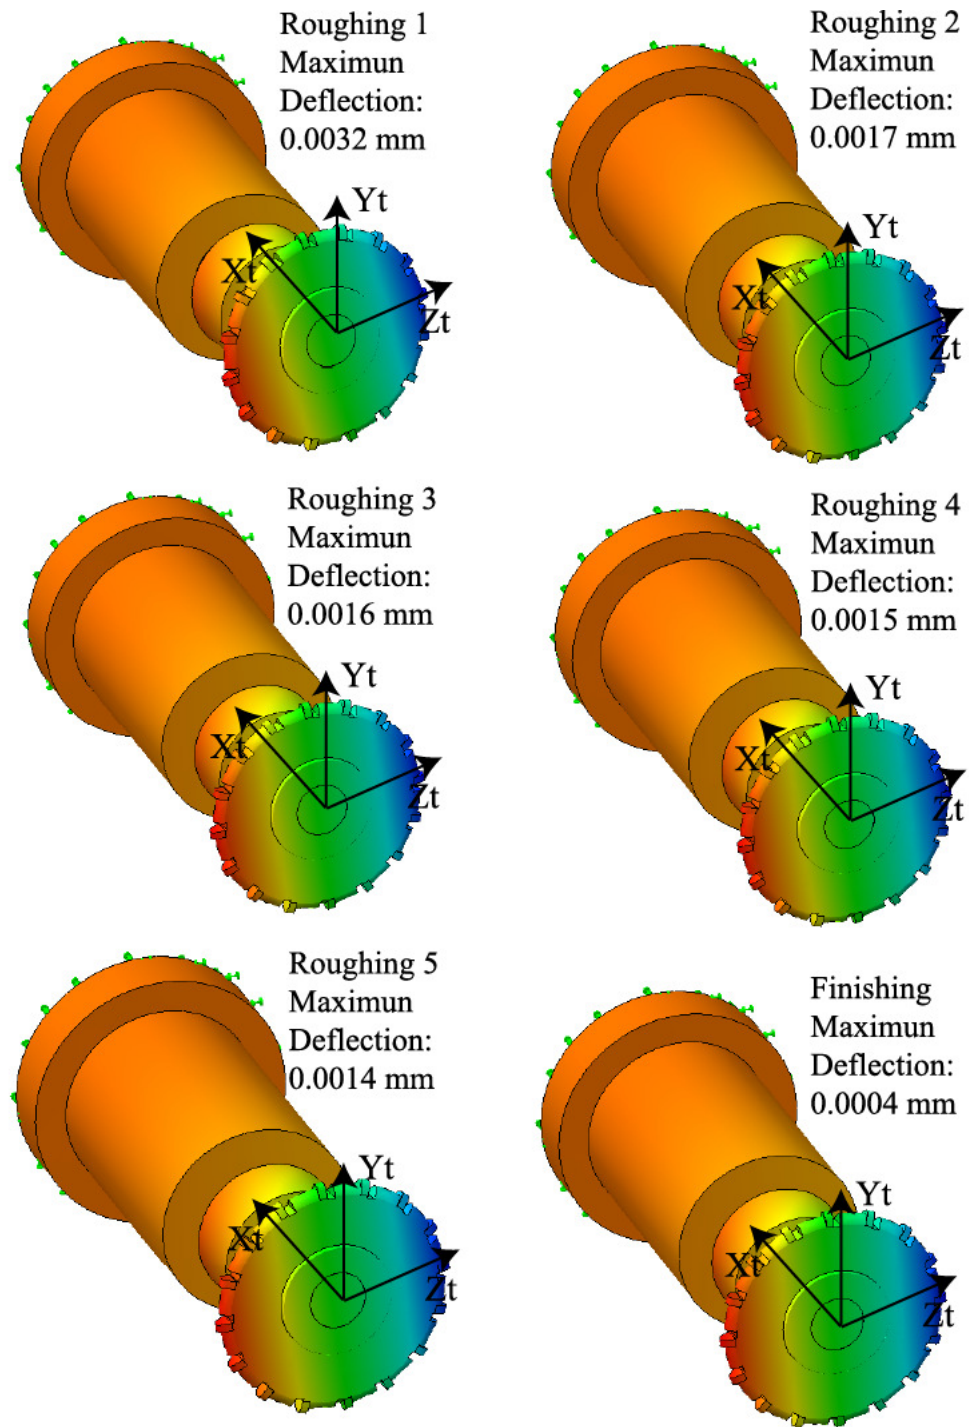 Roughing 1
Maximun
Deflection:
0.0032 mm
Yt
Xt
Zt
Roughing 2
Maximun
Deflection:
0.0017 mm
Yt
Xt
Zt
Roughing 3
Maximun
Deflection:
0.0016 mm
Yt
Xt
Zt
Roughing 4
Maximun
Deflection:
0.0015 mm
Yt
Xt
Zt
Roughing 5
Maximun
Deflection:
0.0014 mm
Yt
Xt
Zt
Finishing
Maximun
Deflection:
0.0004 mm
Yt
Xt
Zt